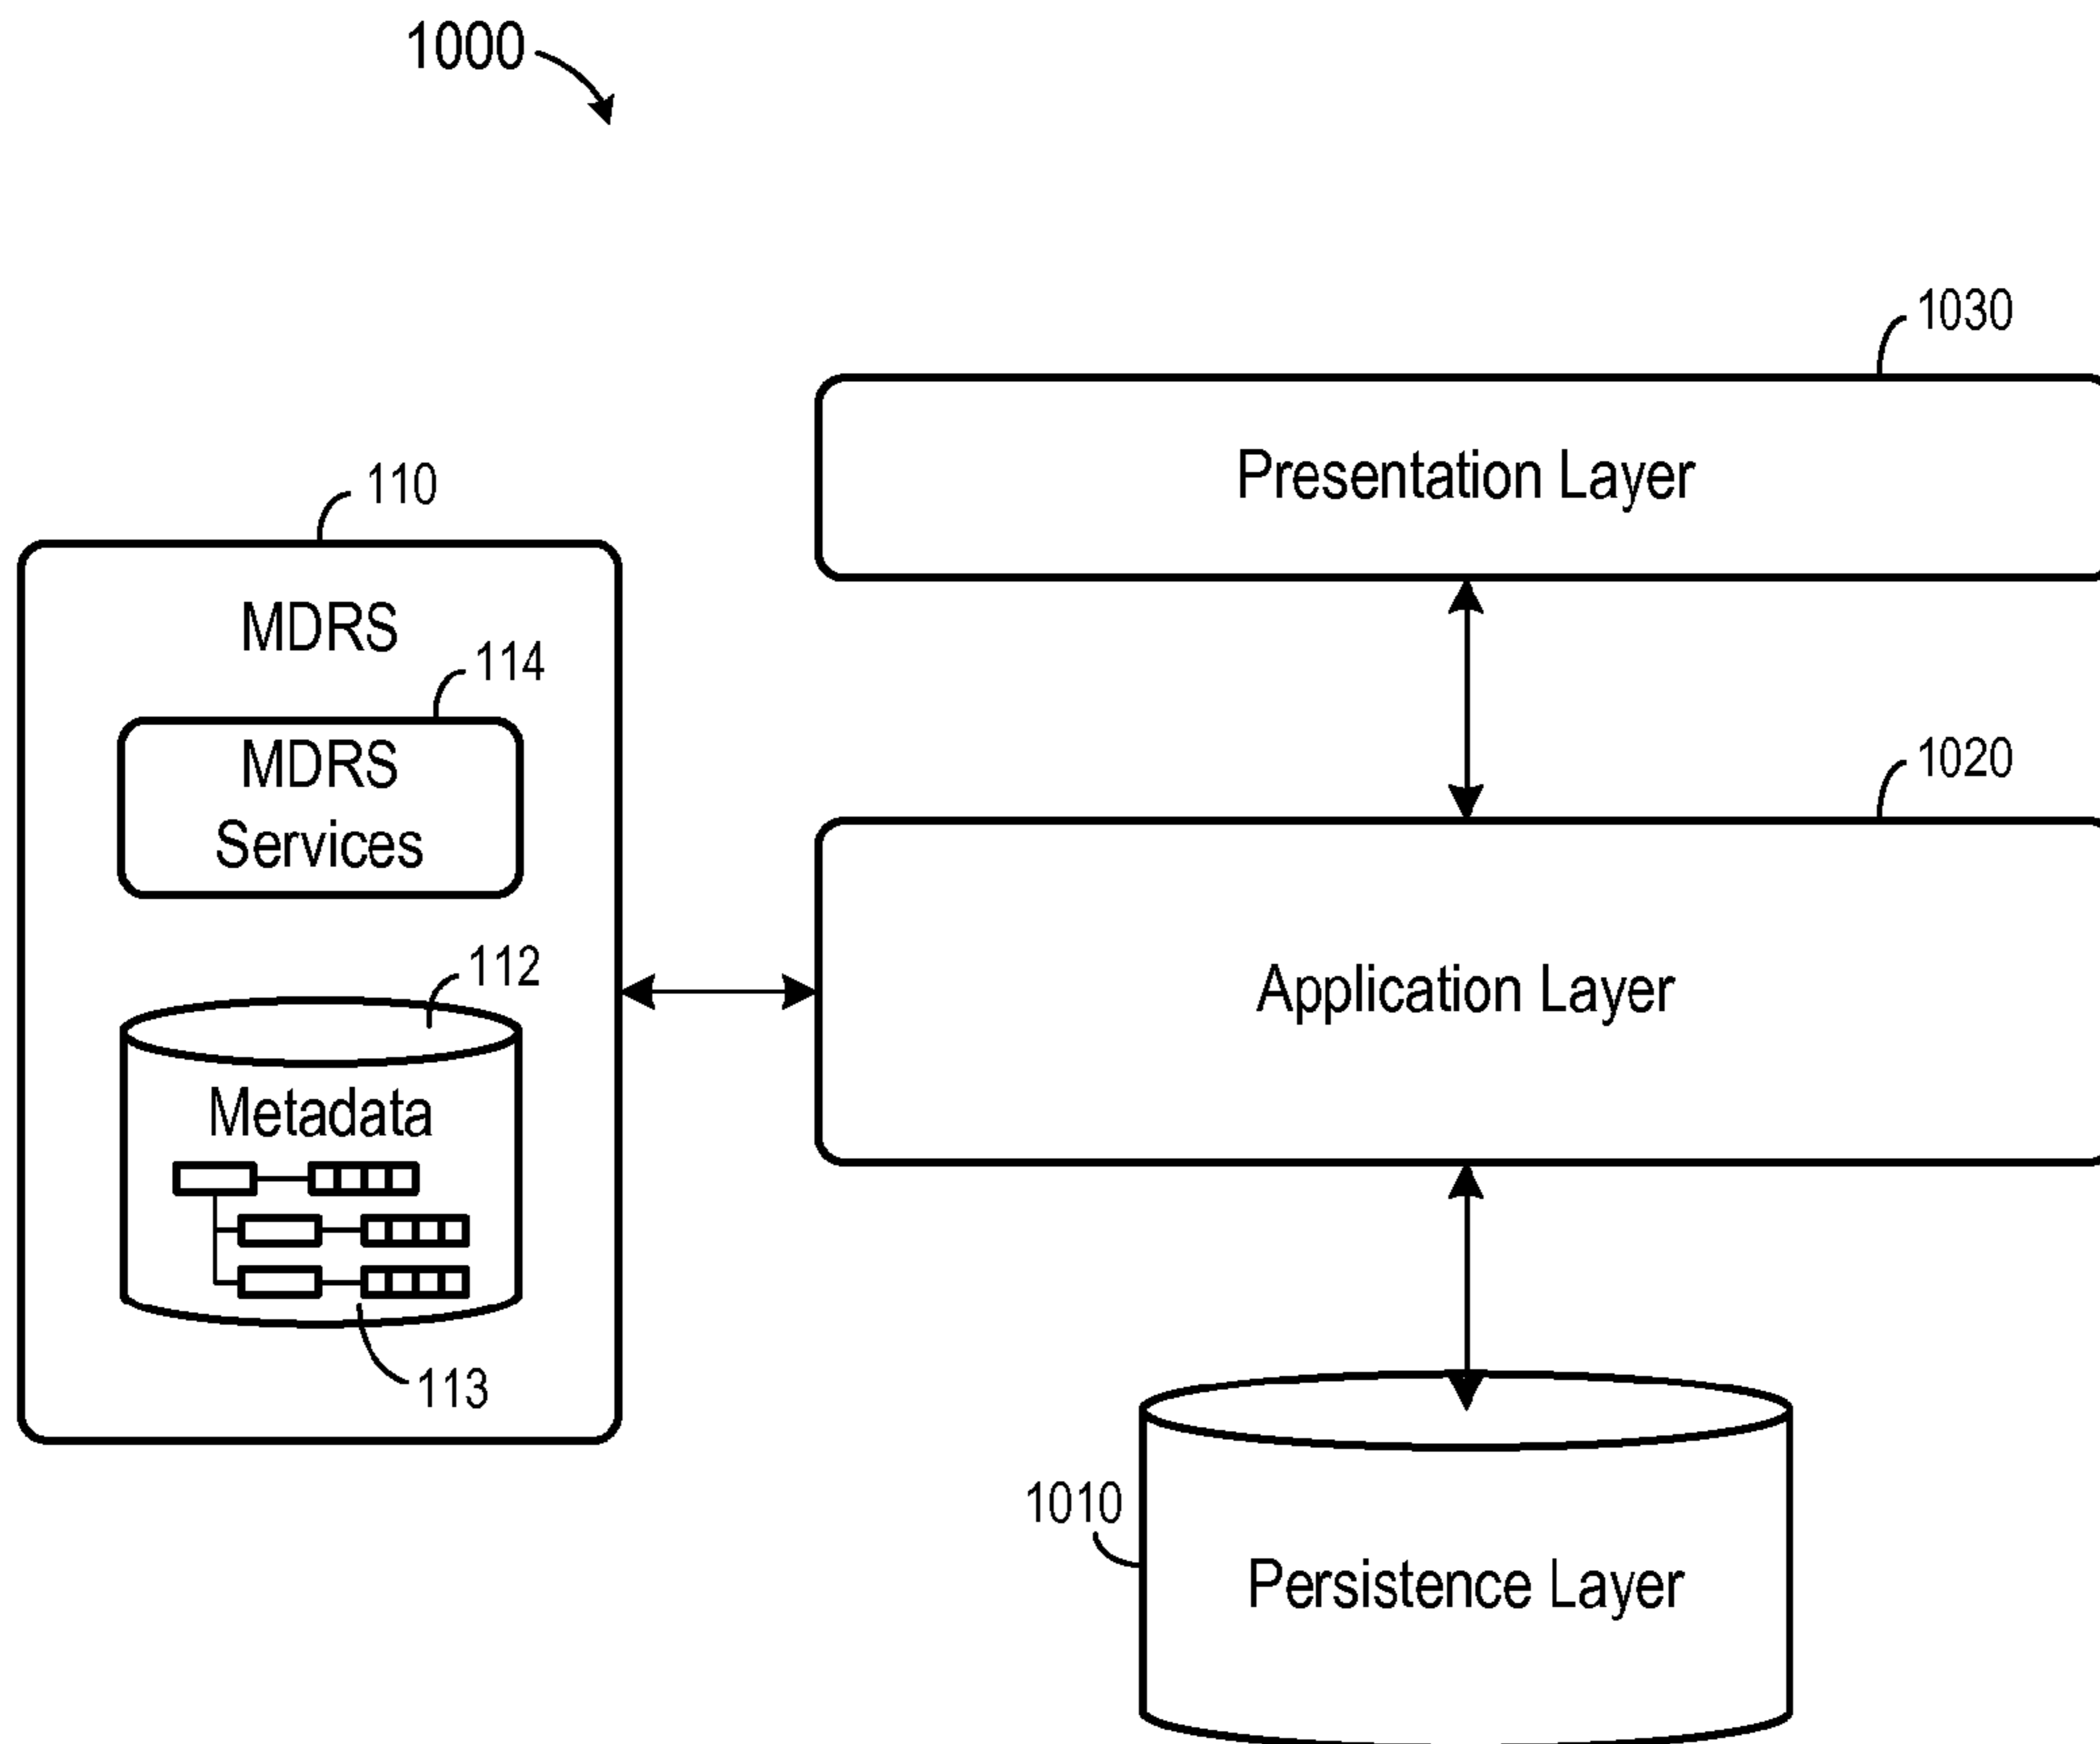 1000
1030
Presentation Layer
110
MDRS
114
MDRS
Services
1020
112
Application Layer
Metadata
113
1010
Persistence Layer